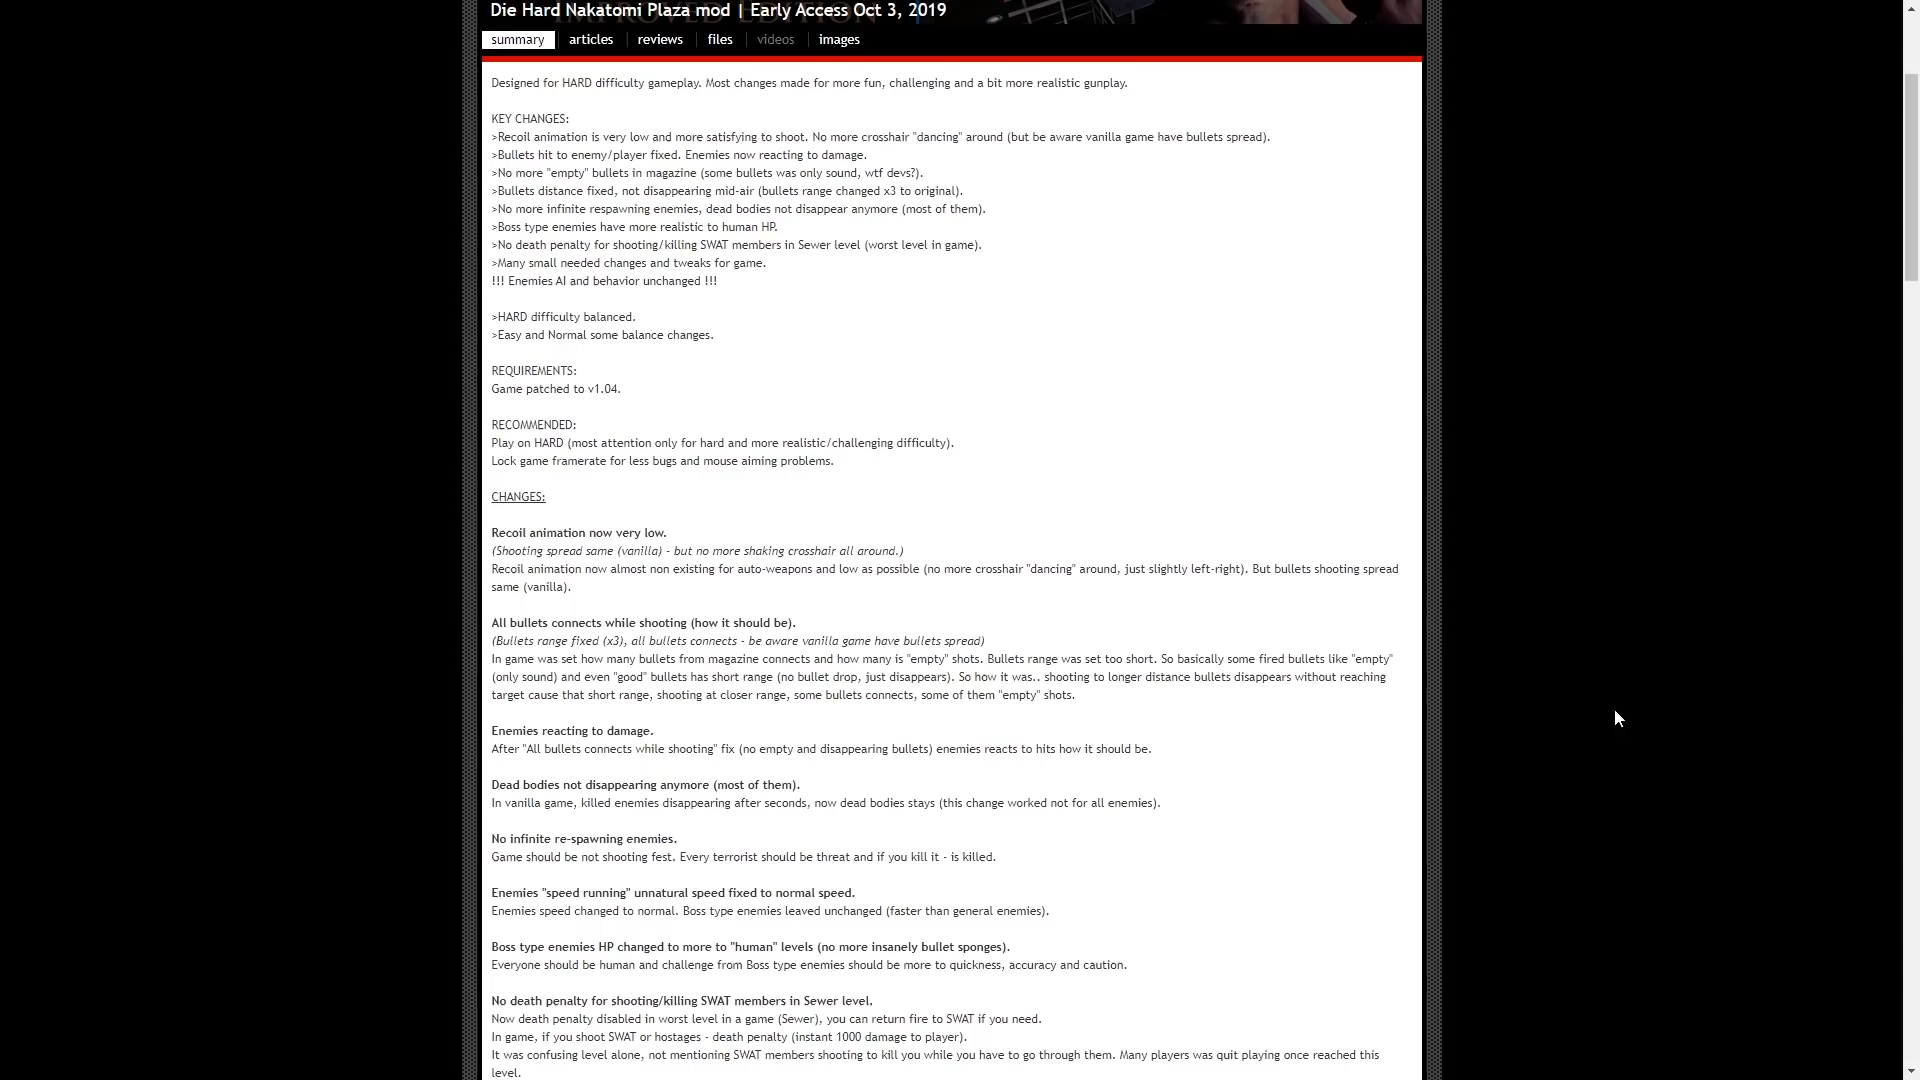 IMPROVED EDITION
Die Hard Nakatomi Plaza mod | Early Access Oct 3, 2019
summary articles reviews files videos images
Designed for HARD difficulty gameplay. Most changes made for more fun, challenging and a bit more realistic gunplay.
KEY CHANGES:
>Recoil animation is very low and more satisfying to shoot. No more crosshair "dancing" around (but be aware vanilla game have bullets spread).
>Bullets hit to enemy/player fixed. Enemies now reacting to damage.
>No more "empty" bullets in magazine (some bullets was only sound, wtf devs?).
>Bullets distance fixed, not disappearing mid-air (bullets range changed x3 to original).
>No more infinite respawning enemies, dead bodies not disappear anymore (most of them).
>Boss type enemies have more realistic to human HP.
>No death penalty for shooting/killing SWAT members in Sewer level (worst level in game).
>Many small needed changes and tweaks for game.
!!! Enemies AI and behavior unchanged !!!
>HARD difficulty balanced.
>Easy and Normal some balance changes.
REQUIREMENTS:
Game patched to v1.04.
RECOMMENDED:
Play on HARD (most attention only for hard and more realistic/challenging difficulty).
Lock game framerate for less bugs and mouse aiming problems.
CHANGES:
Recoil animation now very low.
(Shooting spread same (vanilla) - but no more shaking crosshair all around.)
Recoil animation now almost non existing for auto-weapons and low as possible (no more crosshair "dancing" around, just slightly left-right). But bullets shooting spread
same (vanilla).
All bullets connects while shooting (how it should be).
(Bullets range fixed (x3), all bullets connects - be aware vanilla game have bullets spread)
In game was set how many bullets from magazine connects and how many is "empty" shots. Bullets range was set too short. So basically some fired bullets like "empty"
(only sound) and even "good" bullets has short range (no bullet drop, just disappears). So how it was.. shooting to longer distance bullets disappears without reaching
target cause that short range, shooting at closer range, some bullets connects, some of them "empty" shots.
Enemies reacting to damage.
After "All bullets connects while shooting" fix (no empty and disappearing bullets) enemies reacts to hits how it should be.
Dead bodies not disappearing anymore (most of them).
In vanilla game, killed enemies disappearing after seconds, now dead bodies stays (this change worked not for all enemies).
No infinite re-spawning enemies.
Game should be not shooting fest. Every terrorist should be threat and if you kill it - is killed.
Enemies "speed running" unnatural speed fixed to normal speed.
Enemies speed changed to normal. Boss type enemies leaved unchanged (faster than general enemies).
Boss type enemies HP changed to more to "human" levels (no more insanely bullet sponges).
Everyone should be human and challenge from Boss type enemies should be more to quickness, accuracy and caution.
No death penalty for shooting/killing SWAT members in Sewer level.
Now death penalty disabled in worst level in a game (Sewer), you can return fire to SWAT if you need.
In game, if you shoot SWAT or hostages - death penalty (instant 1000 damage to player).
It was confusing level alone, not mentioning SWAT members shooting to kill you while you have to go through them. Many players was quit playing once reached this
level.